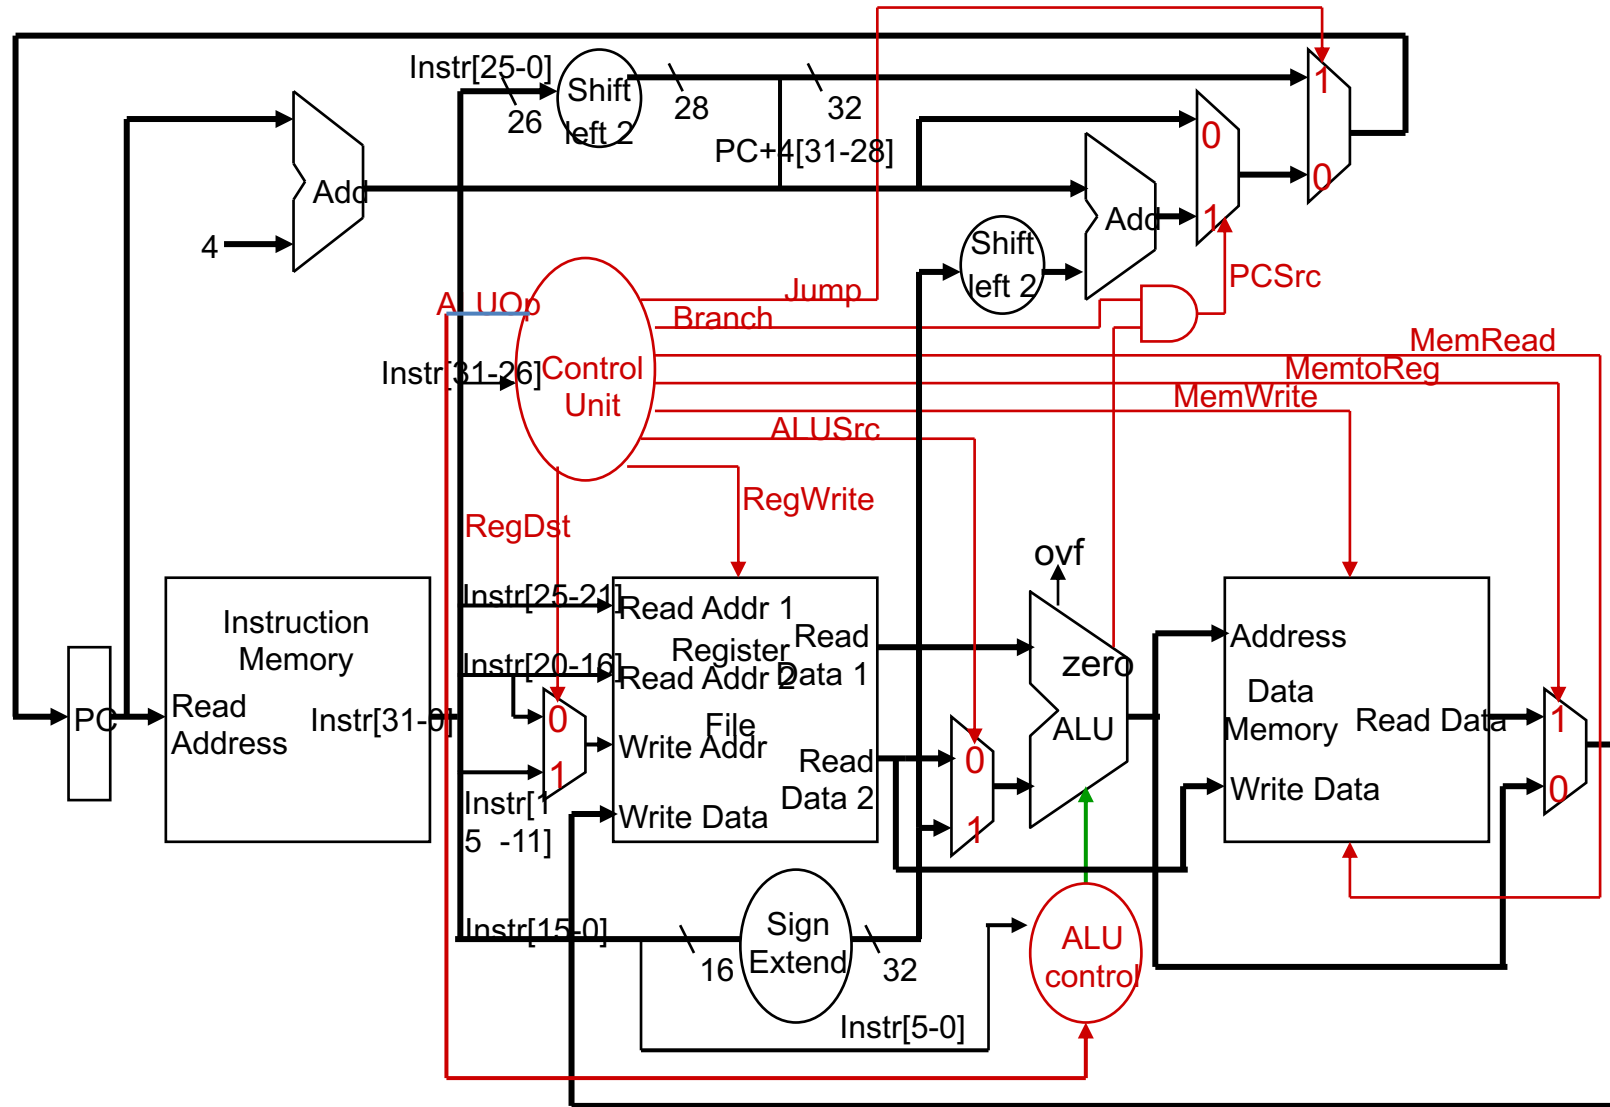 Instr[25-0]
Shift
left 2
26
28
32
PC+4[31-28]
1
0
0
1
Add
4
Add
Shift
left 2
PCSrc
ALUOp
Jump
Branch
MemRead
MemtoReg
MemWrite
ALUSrc
Instr[31-26]
Control
Unit
RegWrite
RegDst
ovf
Instruction
Memory
Read
Address
Instr[31-0]
PC
Instr[25-21]
Instr[20-16]
0
1
Instr[1
5 -11]
Read Addr 1
Register
Read Addr 2
File
Write Addr
Write Data
Read
Data 1
Read
Data 2
0
1
zero
ALU
Address
Data
Memory
Read Data
Write Data
1
0
Instr[15-0]
16
Sign
Extend
32
ALU
control
Instr[5-0]